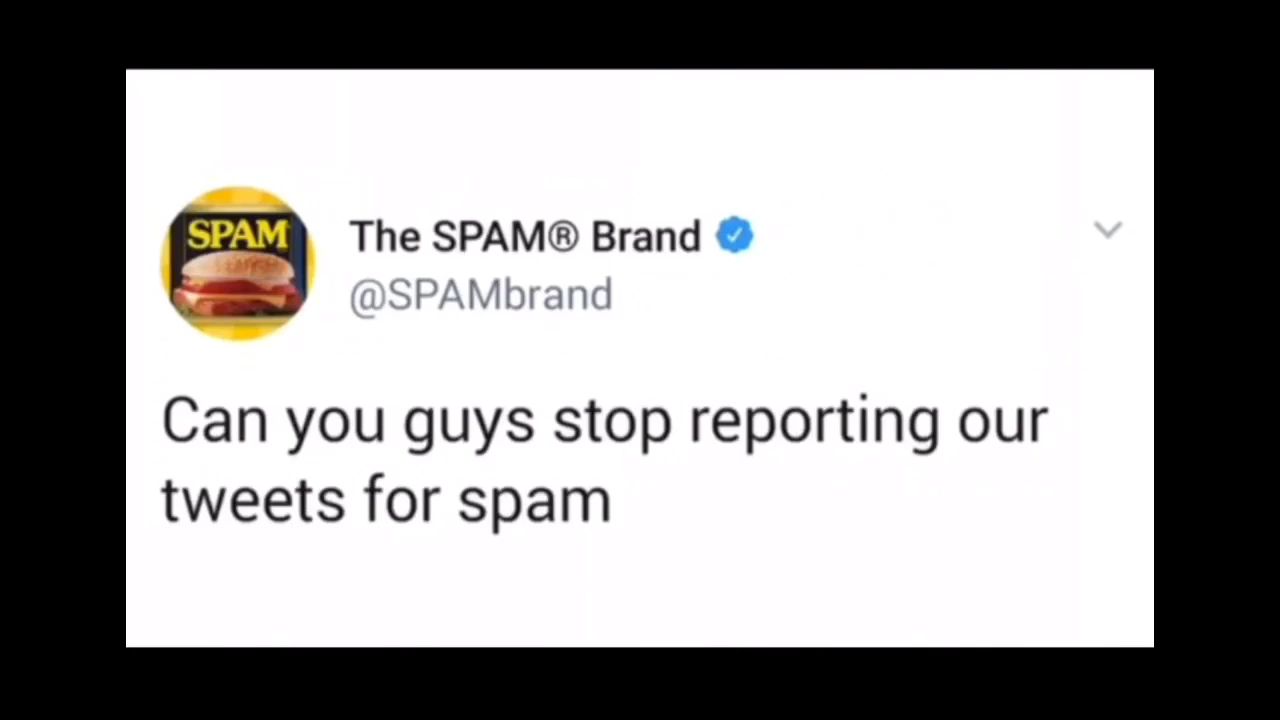 SPAM
The SPAM® Brand
@SPAMbrand
Can you guys stop reporting our
tweets for spam